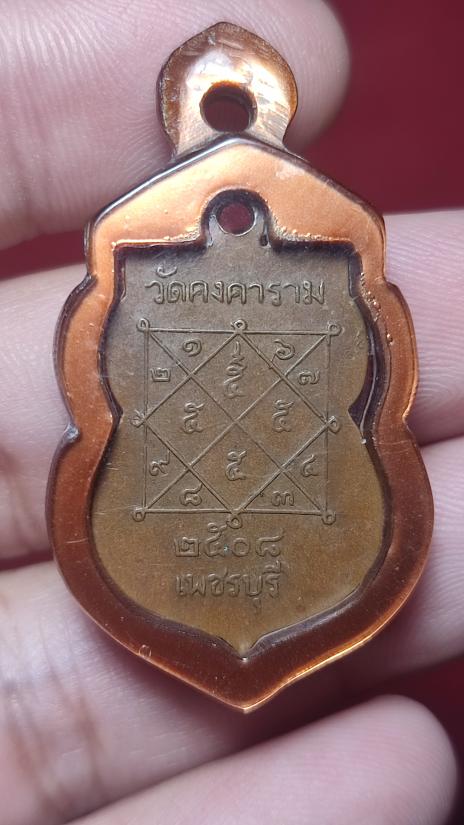 วัดคงคาราม
๑ ๖
๒ ๕ ๗
๕ ๕
๙ ๕ ๔
๘ ๓
๒๕๐๘
เพชรบุรี